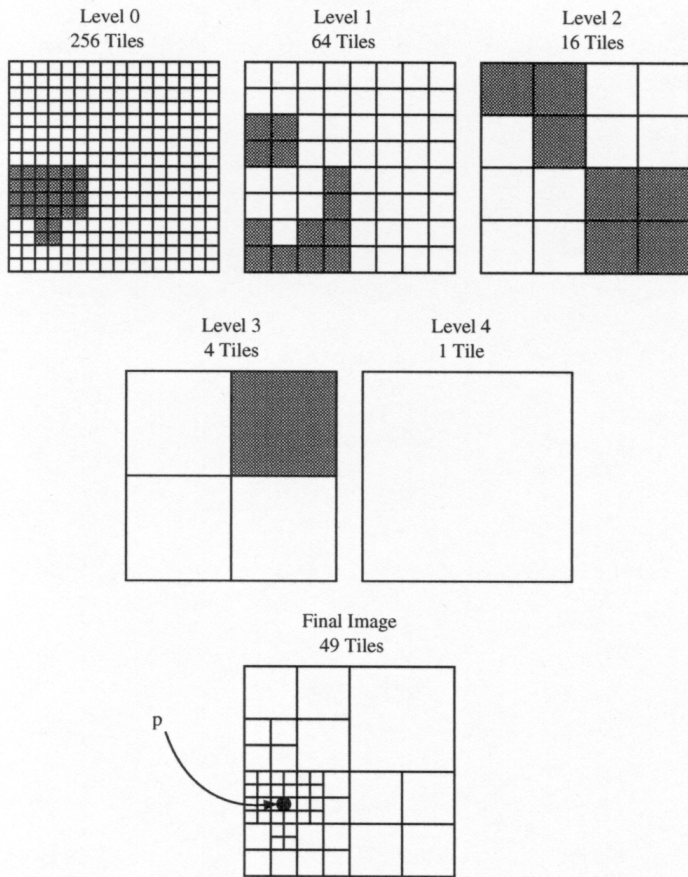 Level 0
256 Tiles
Level 1
64 Tiles
Level 2
16 Tiles
Level 3
4 Tiles
Level 4
1 Tile
Final Image
49 Tiles
p